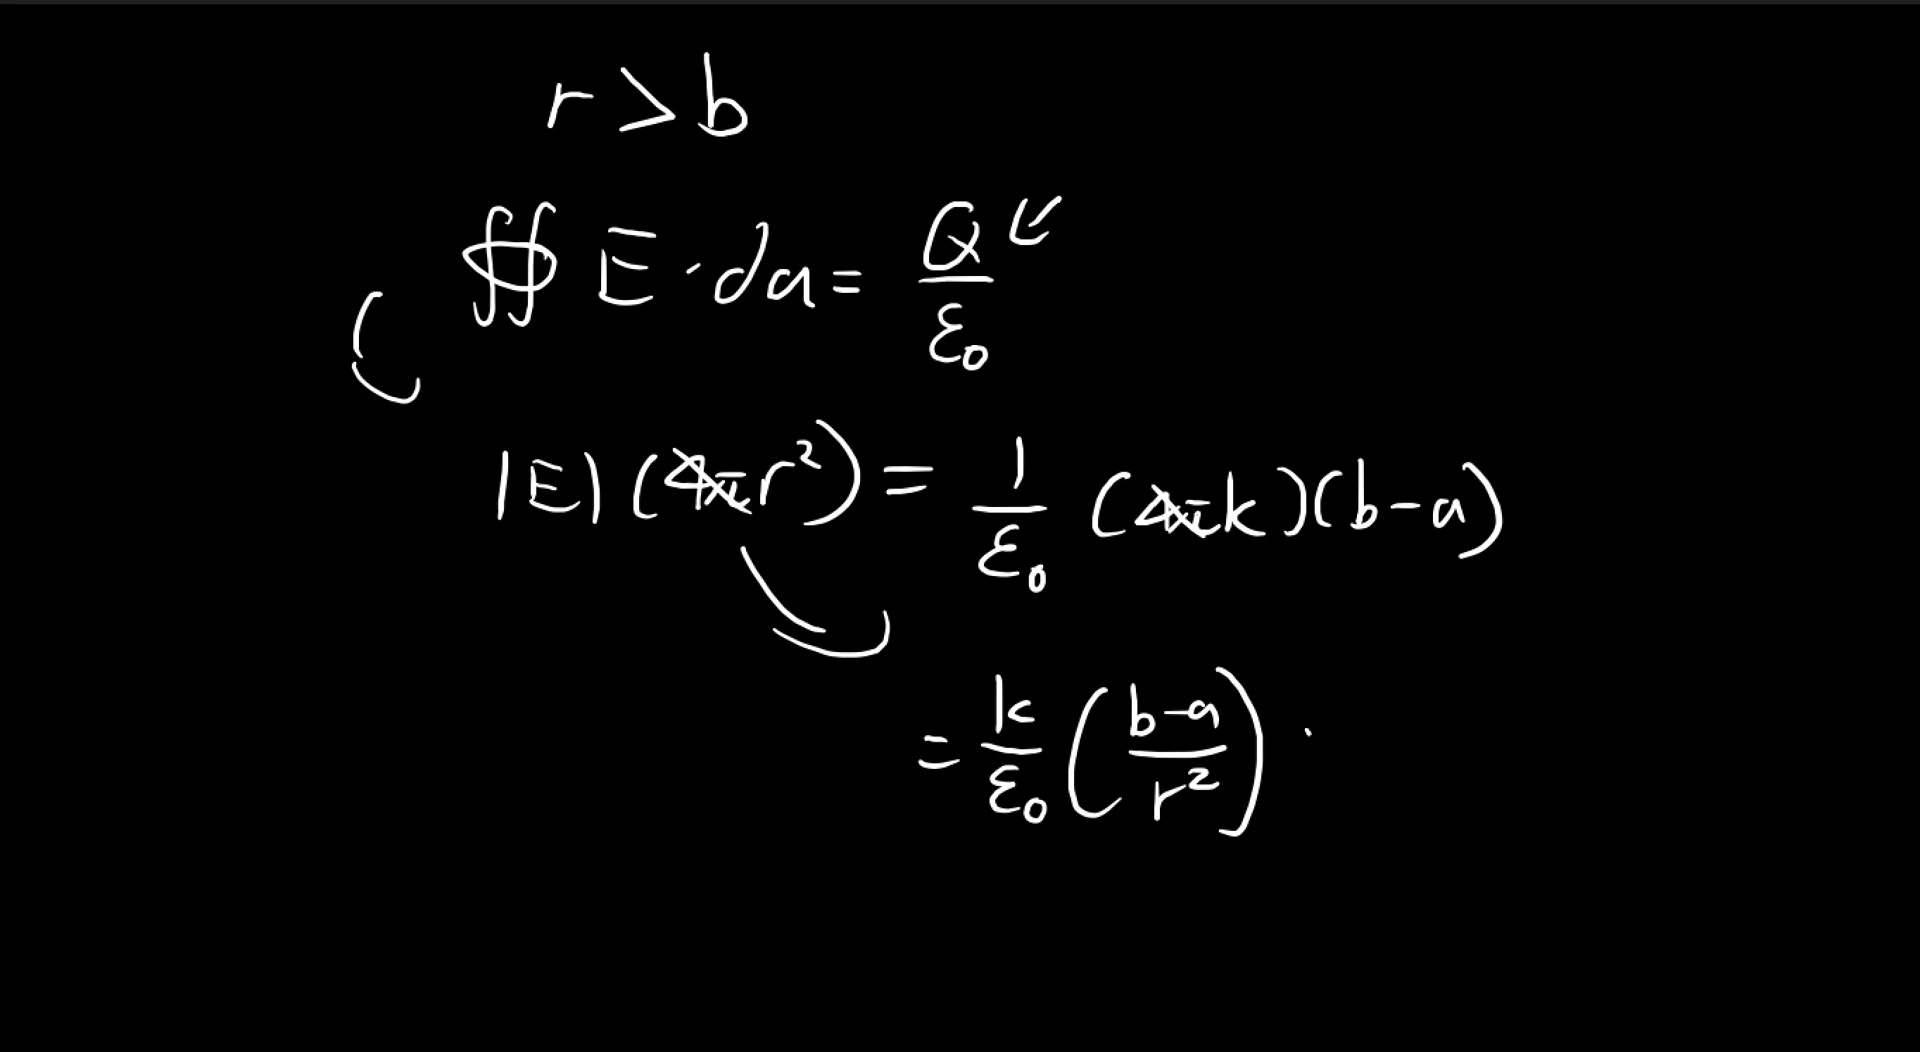 r > b
∯ E · da = Q/ε₀
|E| (4πr²) = 1/ε₀ (4πk)(b-a)
= k/ε₀ ((b-a)/r²) .